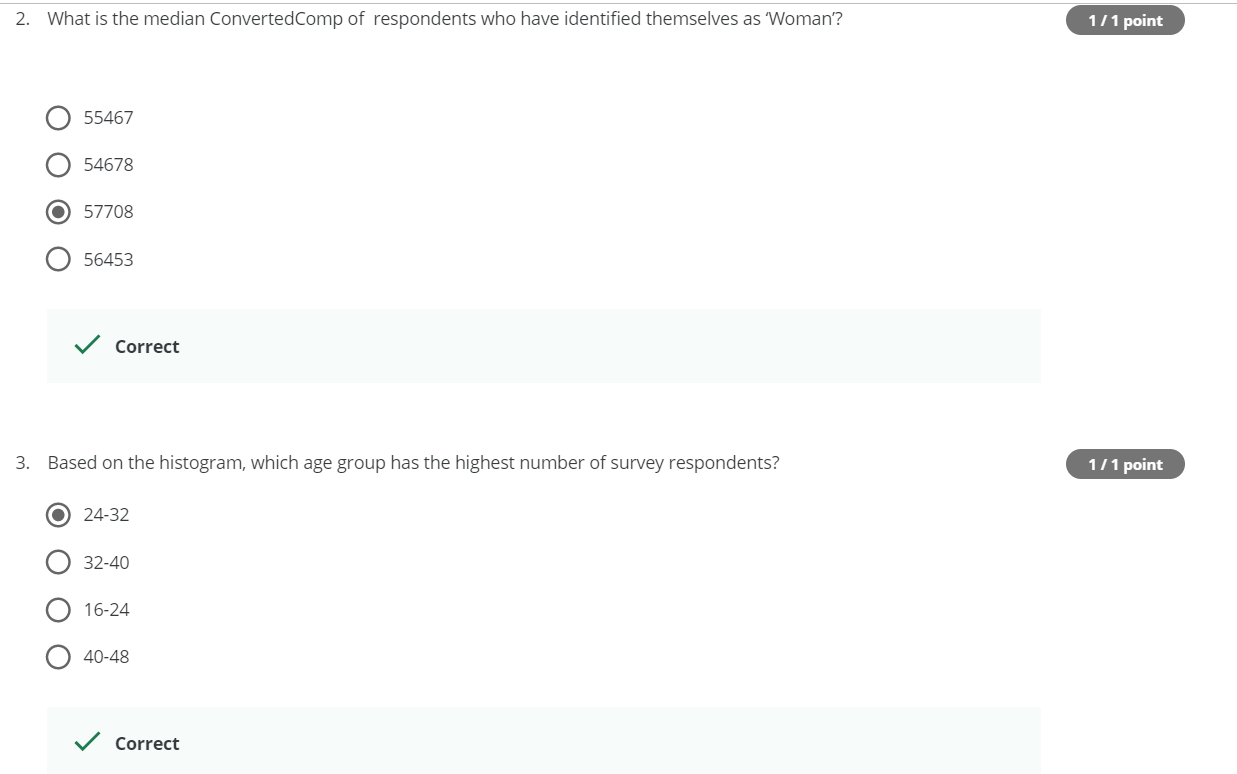 2. What is the median ConvertedComp of respondents who have identified themselves as ‘Woman’?
1 / 1 point
55467
54678
57708
56453
Correct
3. Based on the histogram, which age group has the highest number of survey respondents?
1 / 1 point
24-32
32-40
16-24
40-48
Correct